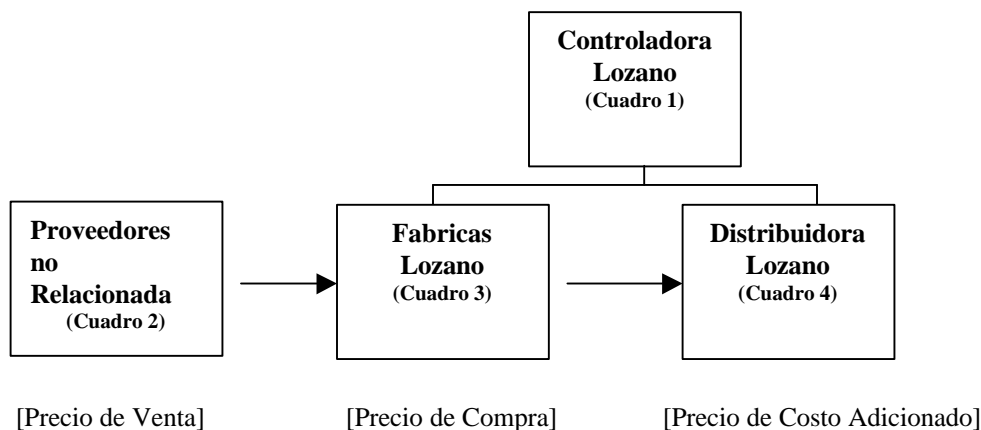 Controladora
Lozano
(Cuadro 1)
Proveedores
no
Relacionada
(Cuadro 2)
Fabricas
Lozano
(Cuadro 3)
Distribuidora
Lozano
(Cuadro 4)
[Precio de Venta]
[Precio de Compra]
[Precio de Costo Adicionado]